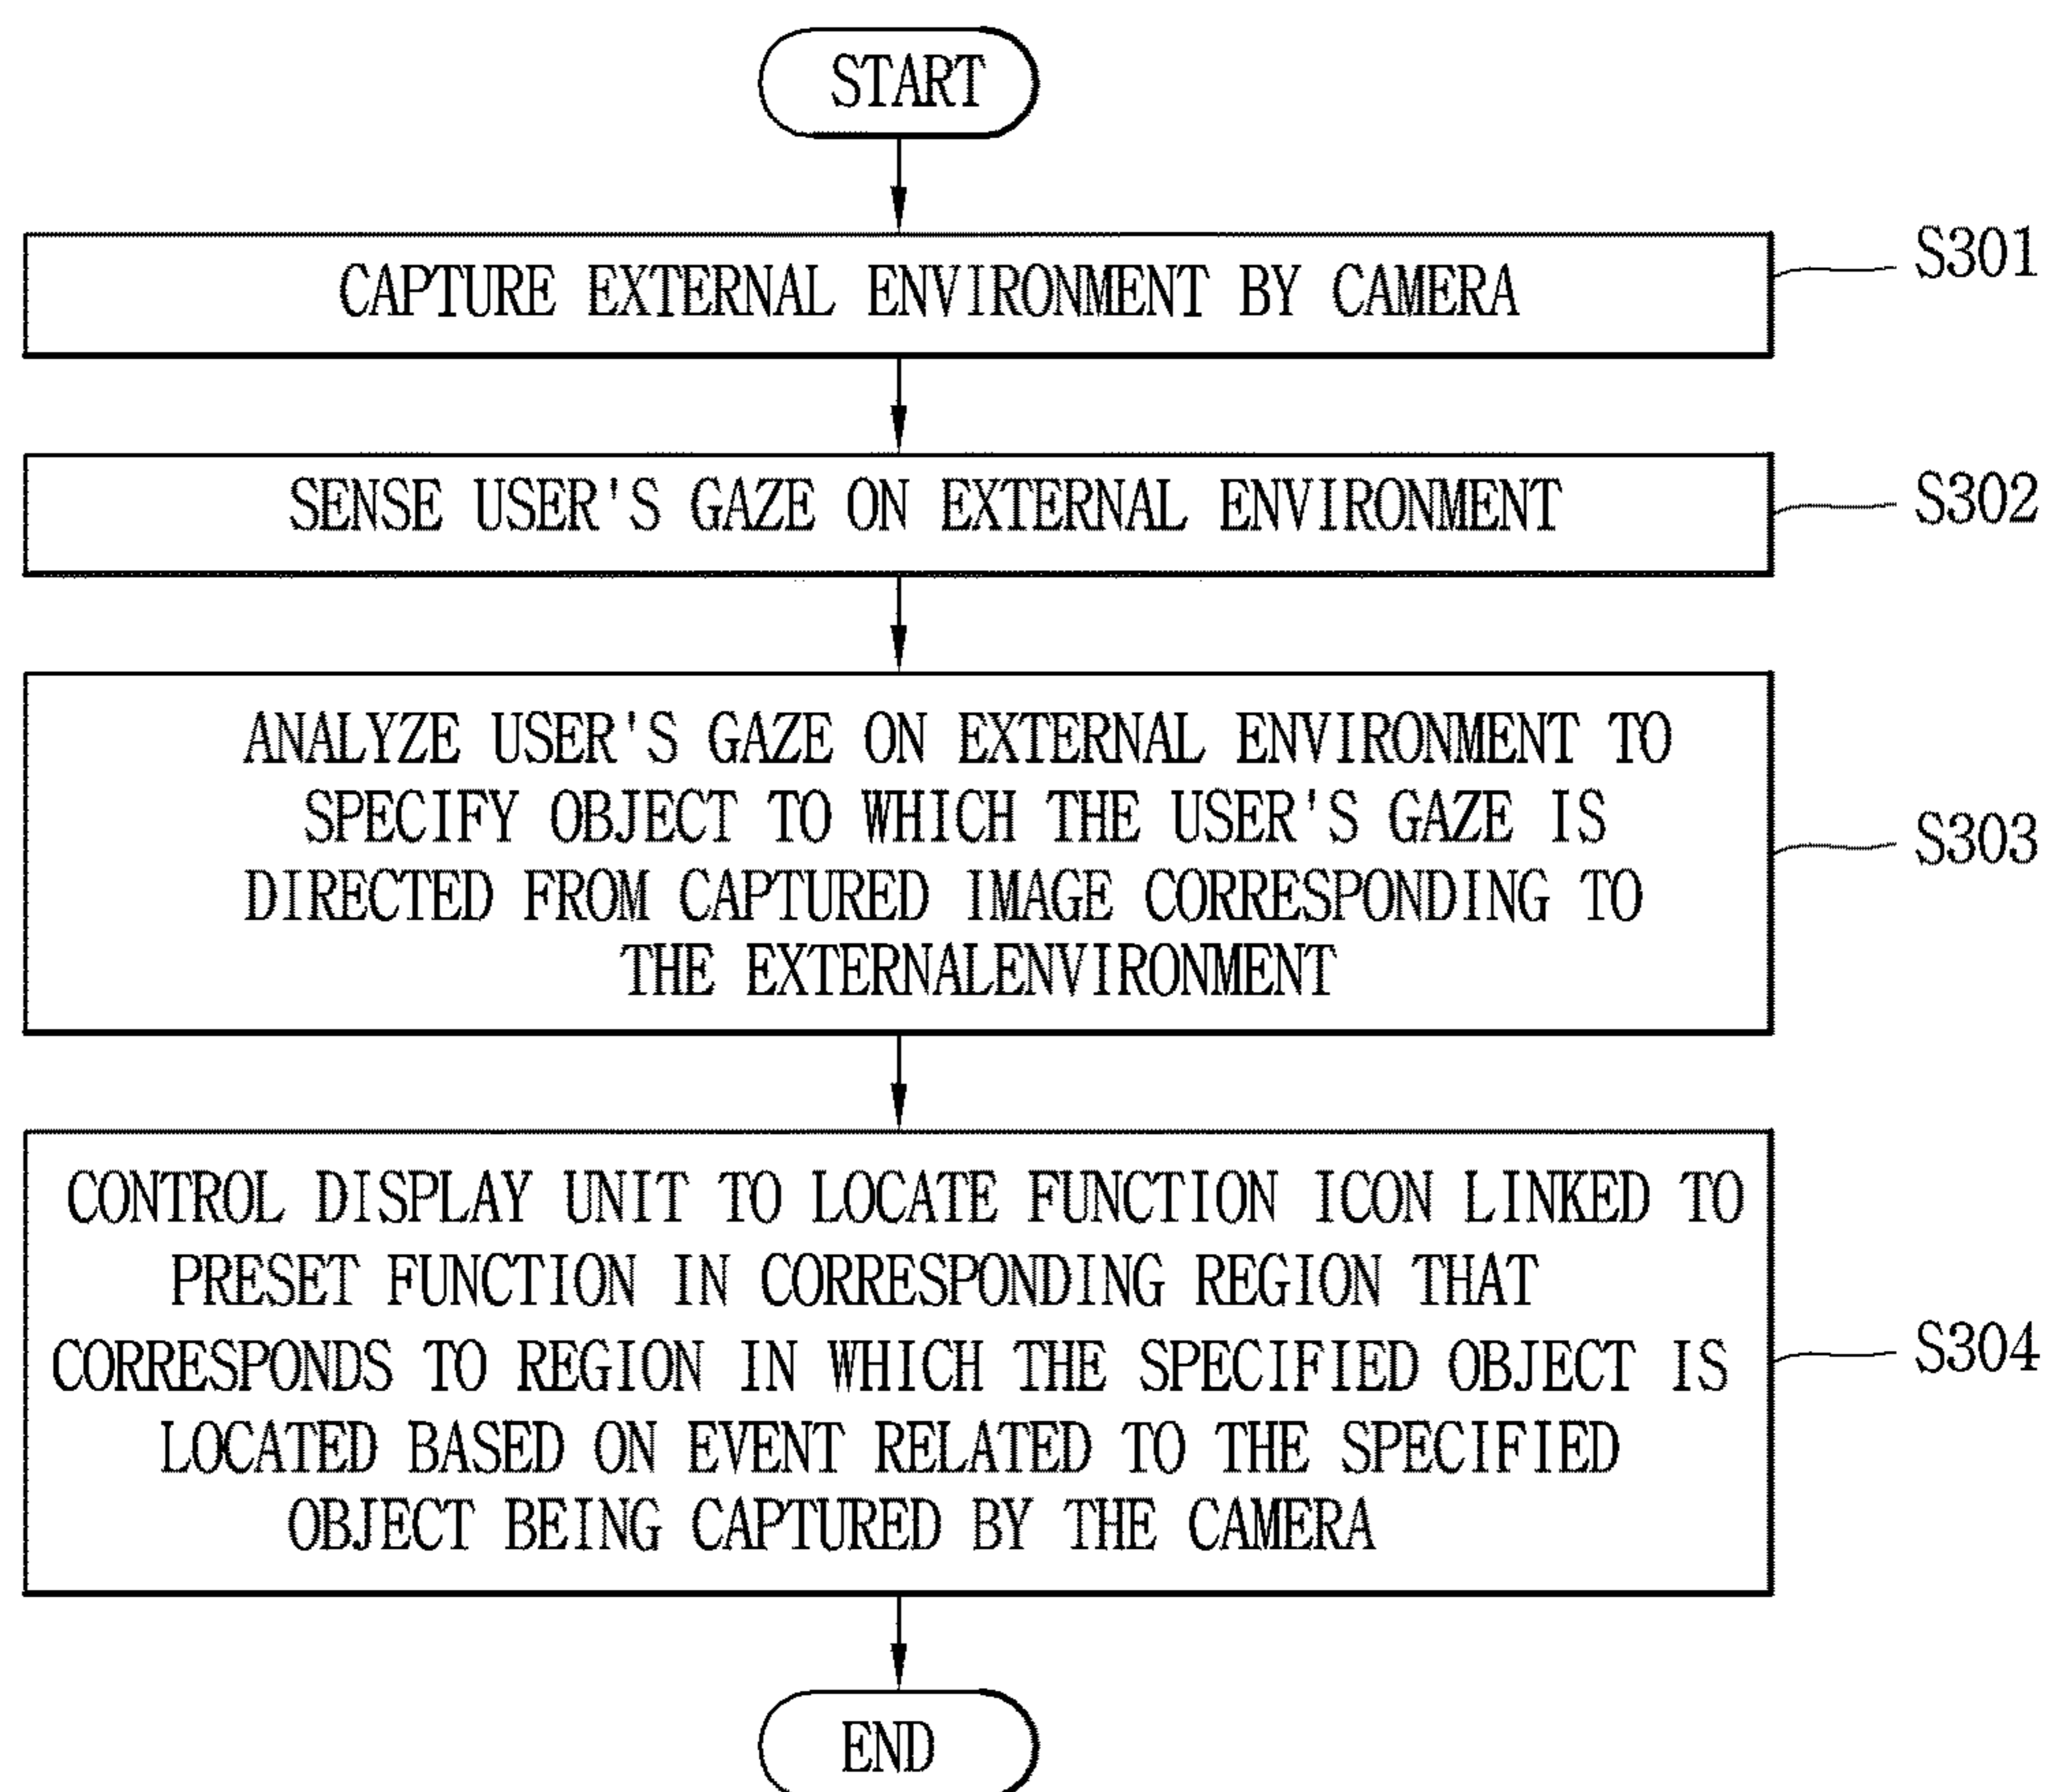 START
CAPTURE EXTERNAL ENVIRONMENT BY CAMERA
S301
SENSE USER'S GAZE ON EXTERNAL ENVIRONMENT
S302
ANALYZE USER'S GAZE ON EXTERNAL ENVIRONMENT TO
SPECIFY OBJECT TO WHICH THE USER'S GAZE IS
DIRECTED FROM CAPTURED IMAGE CORRESPONDING TO
THE EXTERNALENVIRONMENT
S303
CONTROL DISPLAY UNIT TO LOCATE FUNCTION ICON LINKED TO
PRESET FUNCTION IN CORRESPONDING REGION THAT
CORRESPONDS TO REGION IN WHICH THE SPECIFIED OBJECT IS
LOCATED BASED ON EVENT RELATED TO THE SPECIFIED
OBJECT BEING CAPTURED BY THE CAMERA
S304
END